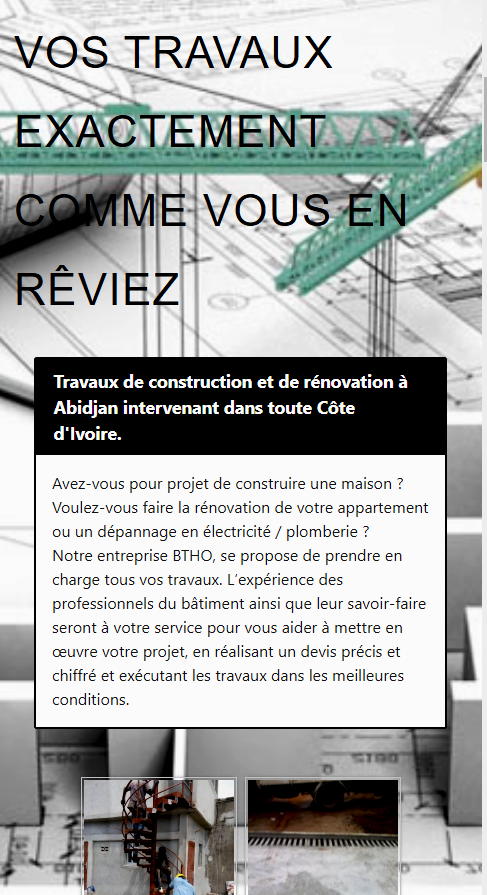 VOS TRAVAUX
EXACTEMENT
COMME VOUS EN
RÊVIEZ
Travaux de construction et de rénovation à
Abidjan intervenant dans toute Côte
d'Ivoire.
Avez-vous pour projet de construire une maison ?
Voulez-vous faire la rénovation de votre appartement
ou un dépannage en électricité / plomberie ?
Notre entreprise BTHO, se propose de prendre en
charge tous vos travaux. L’expérience des
professionnels du bâtiment ainsi que leur savoir-faire
seront à votre service pour vous aider à mettre en
œuvre votre projet, en réalisant un devis précis et
chiffré et exécutant les travaux dans les meilleures
conditions.